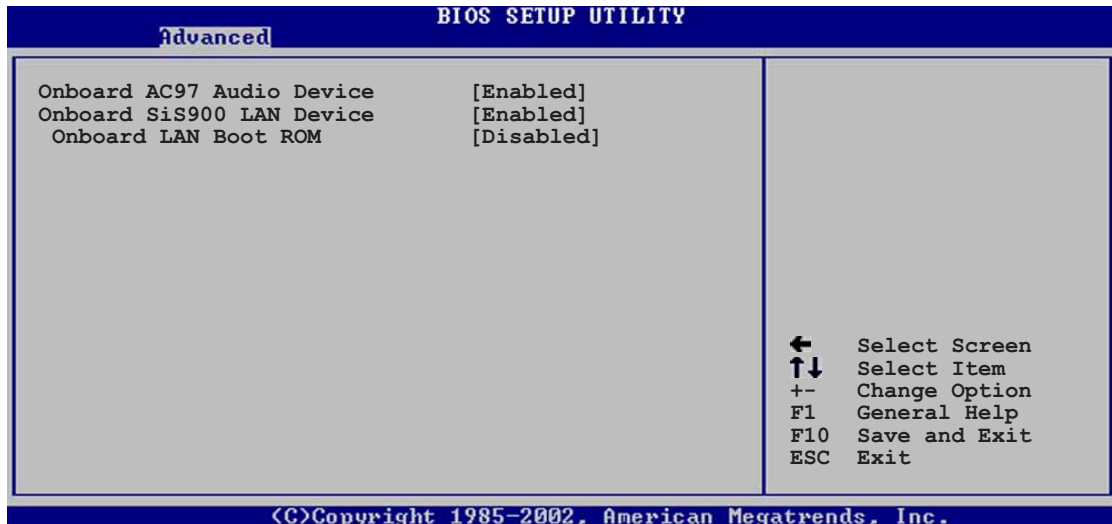 BIOS SETUP UTILITY
Advanced
Onboard AC97 Audio Device [Enabled]
Onboard SiS900 LAN Device [Enabled]
Onboard LAN Boot ROM [Disabled]
← Select Screen
↑↓ Select Item
+- Change Option
F1 General Help
F10 Save and Exit
ESC Exit
(C)Copyright 1985-2002, American Megatrends, Inc.